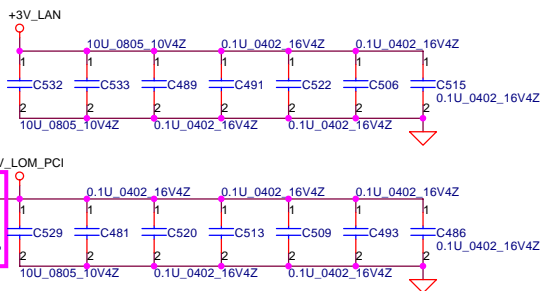 +3V_LAN
10U_0805_10V4Z 0.1U_0402_16V4Z 0.1U_0402_16V4Z
1 1 1 1 1 1 1
C532 C533 C489 C491 C522 C506 C515
0.1U_0402_16V4Z
2 2 2 2 2 2 2
10U_0805_10V4Z 0.1U_0402_16V4Z 0.1U_0402_16V4Z
V_LOM_PCI
0.1U_0402_16V4Z 0.1U_0402_16V4Z 0.1U_0402_16V4Z
1 1 1 1 1 1 1
C529 C481 C520 C513 C509 C493 C486
0.1U_0402_16V4Z
2 2 2 2 2 2 2
10U_0805_10V4Z 0.1U_0402_16V4Z 0.1U_0402_16V4Z